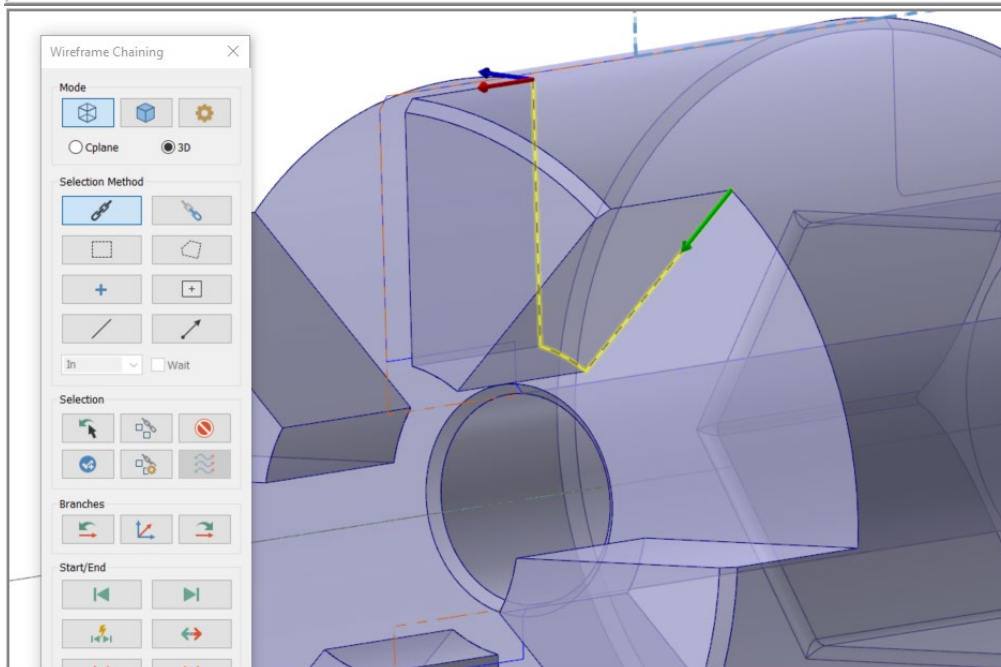 Wireframe Chaining
Mode
Cplane
3D
Selection Method
In
Wait
Selection
Branches
Start/End